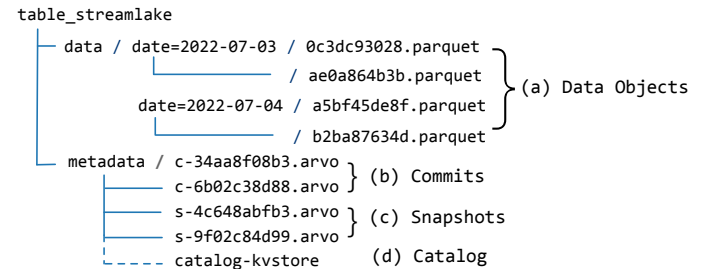 table_streamlake
data / date=2022-07-03 / 0c3dc93028.parquet
/ ae0a864b3b.parquet
(a) Data Objects
date=2022-07-04 / a5bf45de8f.parquet
/ b2ba87634d.parquet
metadata / c-34aa8f08b3.arvo
(b) Commits
c-6b02c38d88.arvo
s-4c648abfb3.arvo
(c) Snapshots
s-9f02c84d99.arvo
catalog-kvstore (d) Catalog